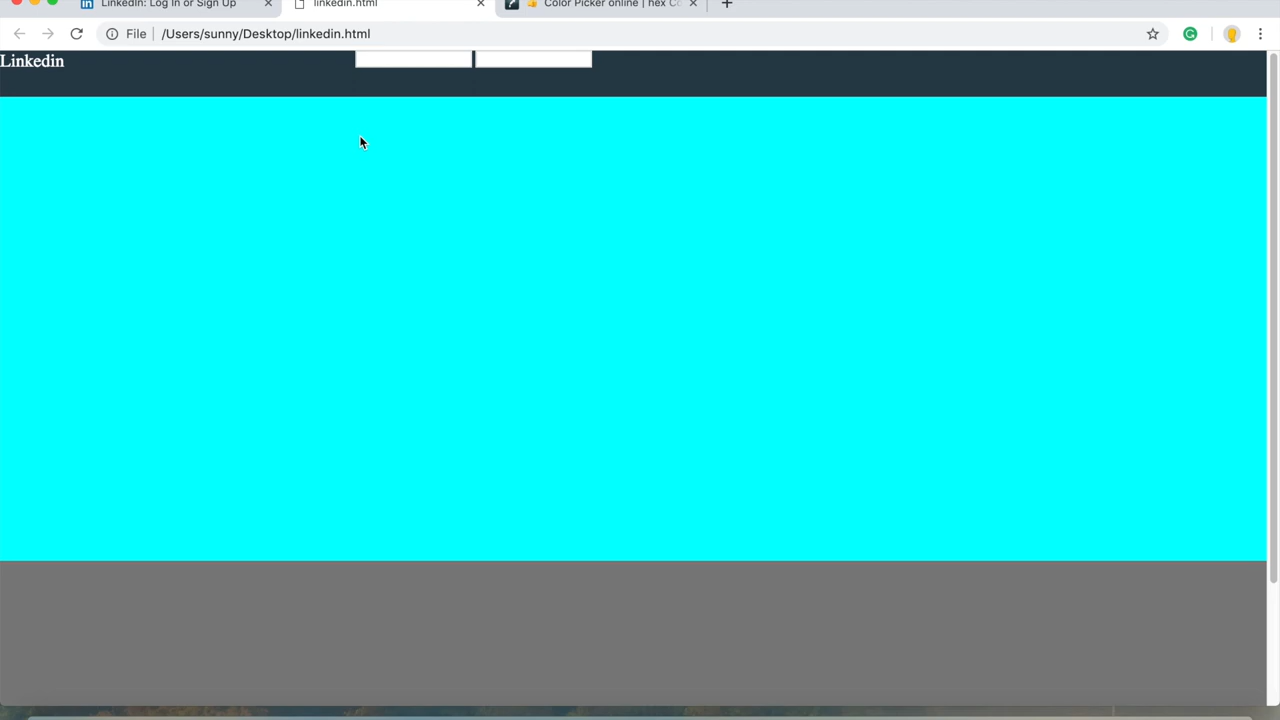 LinkedIn: Log In or Sign Up
linkedin.html
👍 Color Picker online | hex Co
File
/Users/sunny/Desktop/linkedin.html
Linkedin